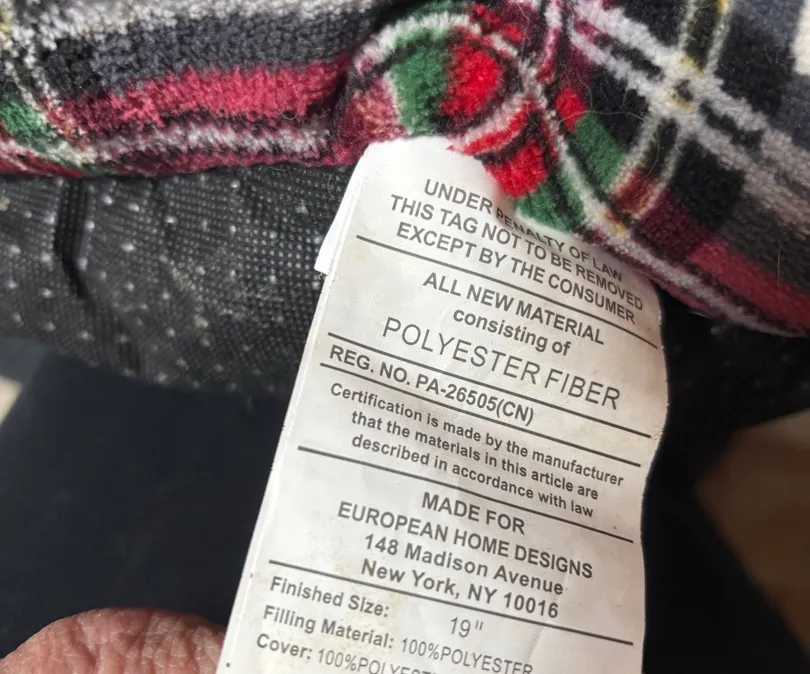 UNDER PENALTY OF LAW
THIS TAG NOT TO BE REMOVED
EXCEPT BY THE CONSUMER
ALL NEW MATERIAL
consisting of
POLYESTER FIBER
REG. NO. PA-26505(CN)
Certification is made by the manufacturer
that the materials in this article are
described in accordance with law
MADE FOR
EUROPEAN HOME DESIGNS
148 Madison Avenue
New York, NY 10016
Finished Size: 19"
Filling Material: 100%POLYESTER
Cover: